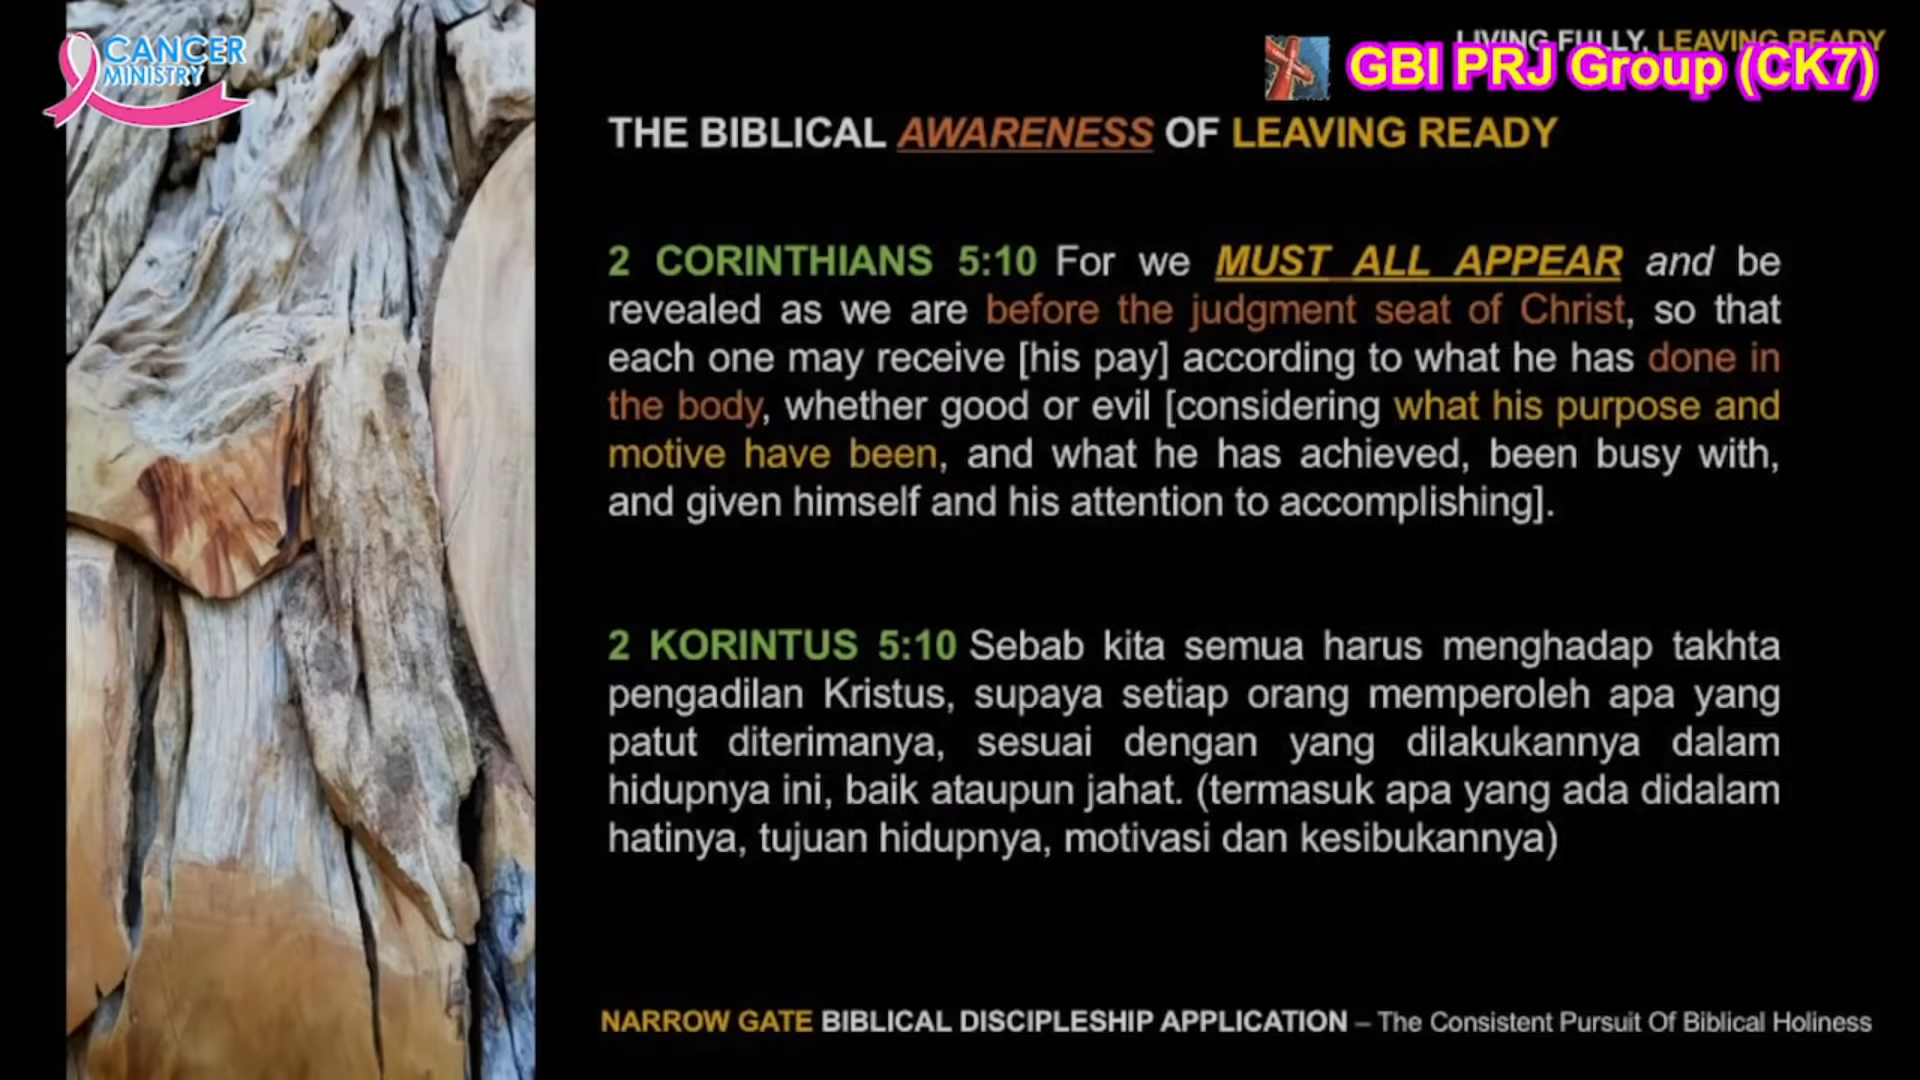 CANCER
MINISTRY
LIVING FULLY, LEAVING READY
GBI PRJ Group (CK7)
THE BIBLICAL AWARENESS OF LEAVING READY
2 CORINTHIANS 5:10 For we MUST ALL APPEAR and be
revealed as we are before the judgment seat of Christ, so that
each one may receive [his pay] according to what he has done in
the body, whether good or evil [considering what his purpose and
motive have been, and what he has achieved, been busy with,
and given himself and his attention to accomplishing].
2 KORINTUS 5:10 Sebab kita semua harus menghadap takhta
pengadilan Kristus, supaya setiap orang memperoleh apa yang
patut diterimanya, sesuai dengan yang dilakukannya dalam
hidupnya ini, baik ataupun jahat. (termasuk apa yang ada didalam
hatinya, tujuan hidupnya, motivasi dan kesibukannya)
NARROW GATE BIBLICAL DISCIPLESHIP APPLICATION – The Consistent Pursuit Of Biblical Holiness